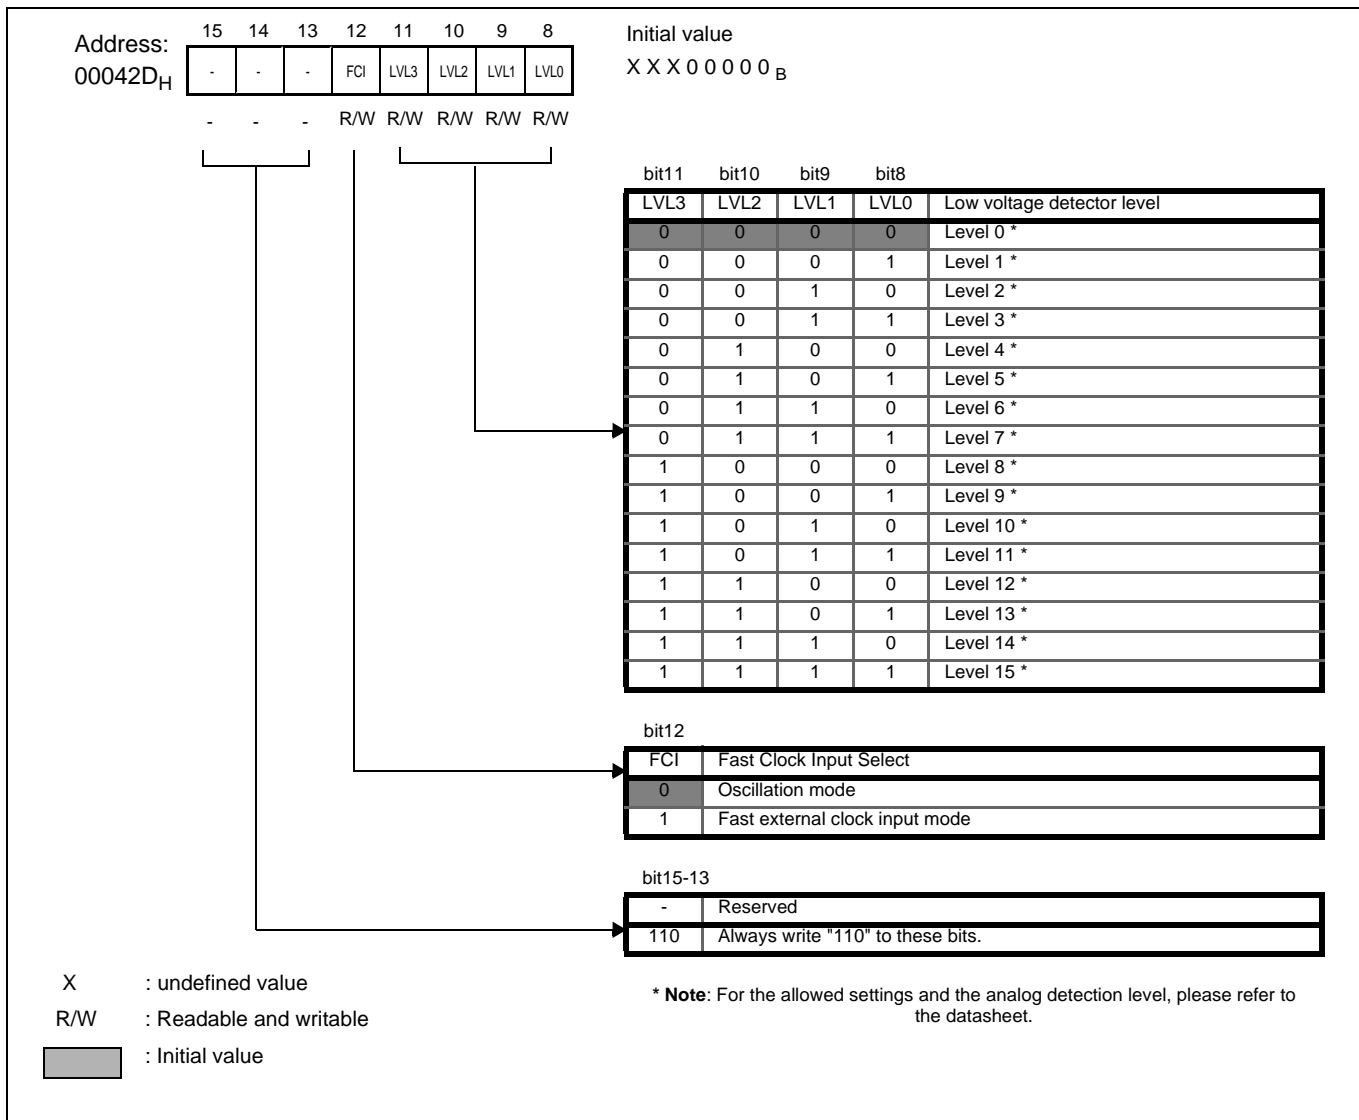 Address:
00042DH
15 14 13 12 11 10 9 8
- - - FCI LVL3 LVL2 LVL1 LVL0
- - - R/W R/W R/W R/W R/W
Initial value
X X X 0 0 0 0 0 B
bit11 bit10 bit9 bit8
LVL3 LVL2 LVL1 LVL0 Low voltage detector level
0 0 0 0 Level 0 *
0 0 0 1 Level 1 *
0 0 1 0 Level 2 *
0 0 1 1 Level 3 *
0 1 0 0 Level 4 *
0 1 0 1 Level 5 *
0 1 1 0 Level 6 *
0 1 1 1 Level 7 *
1 0 0 0 Level 8 *
1 0 0 1 Level 9 *
1 0 1 0 Level 10 *
1 0 1 1 Level 11 *
1 1 0 0 Level 12 *
1 1 0 1 Level 13 *
1 1 1 0 Level 14 *
1 1 1 1 Level 15 *
bit12
FCI Fast Clock Input Select
0 Oscillation mode
1 Fast external clock input mode
bit15-13
- Reserved
110 Always write "110" to these bits.
X : undefined value
R/W : Readable and writable
: Initial value
* Note: For the allowed settings and the analog detection level, please refer to
the datasheet.